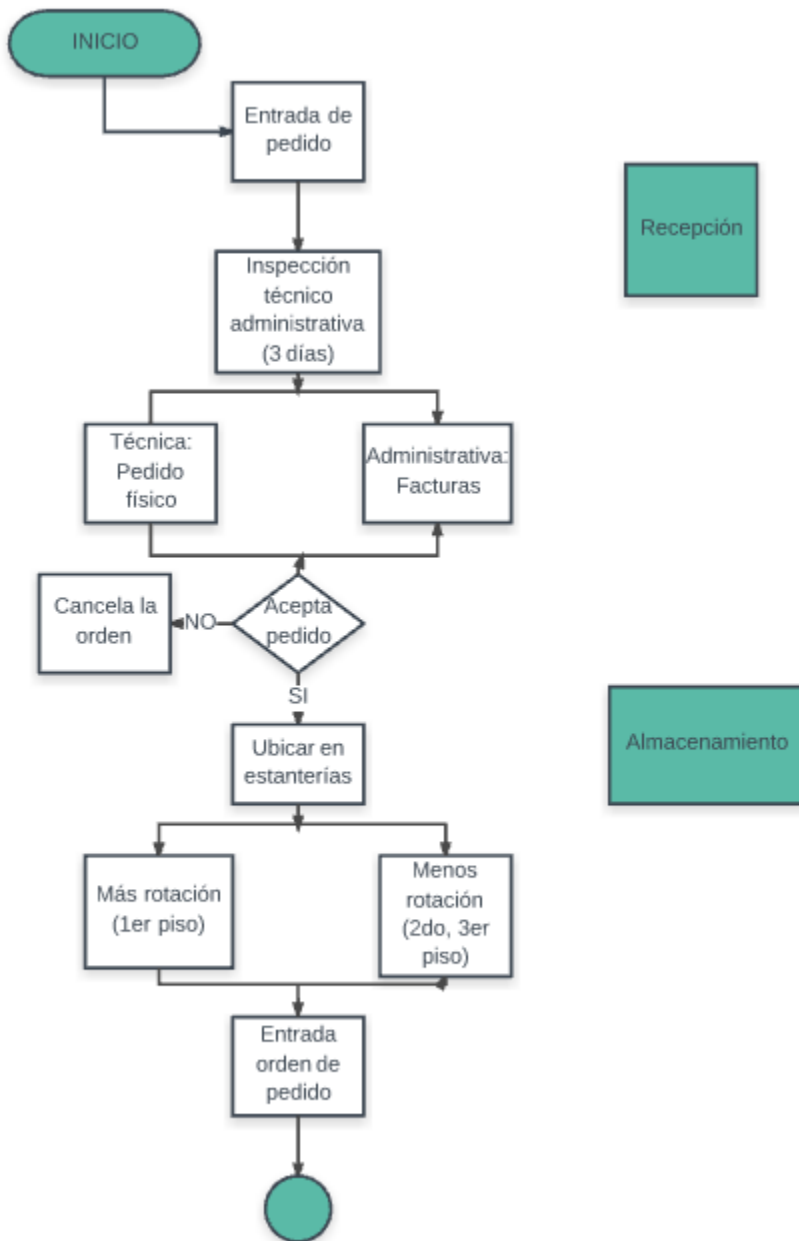 INICIO
Entrada de
pedido
Recepción
Inspección
técnico
administrativa
(3 días)
Técnica:
Pedido
físico
Administrativa:
Facturas
Cancela la
orden
NO
Acepta
pedido
SI
Ubicar en
estanterías
Almacenamiento
Más rotación
(1er piso)
Menos
rotación
(2do, 3er
piso)
Entrada
orden de
pedido